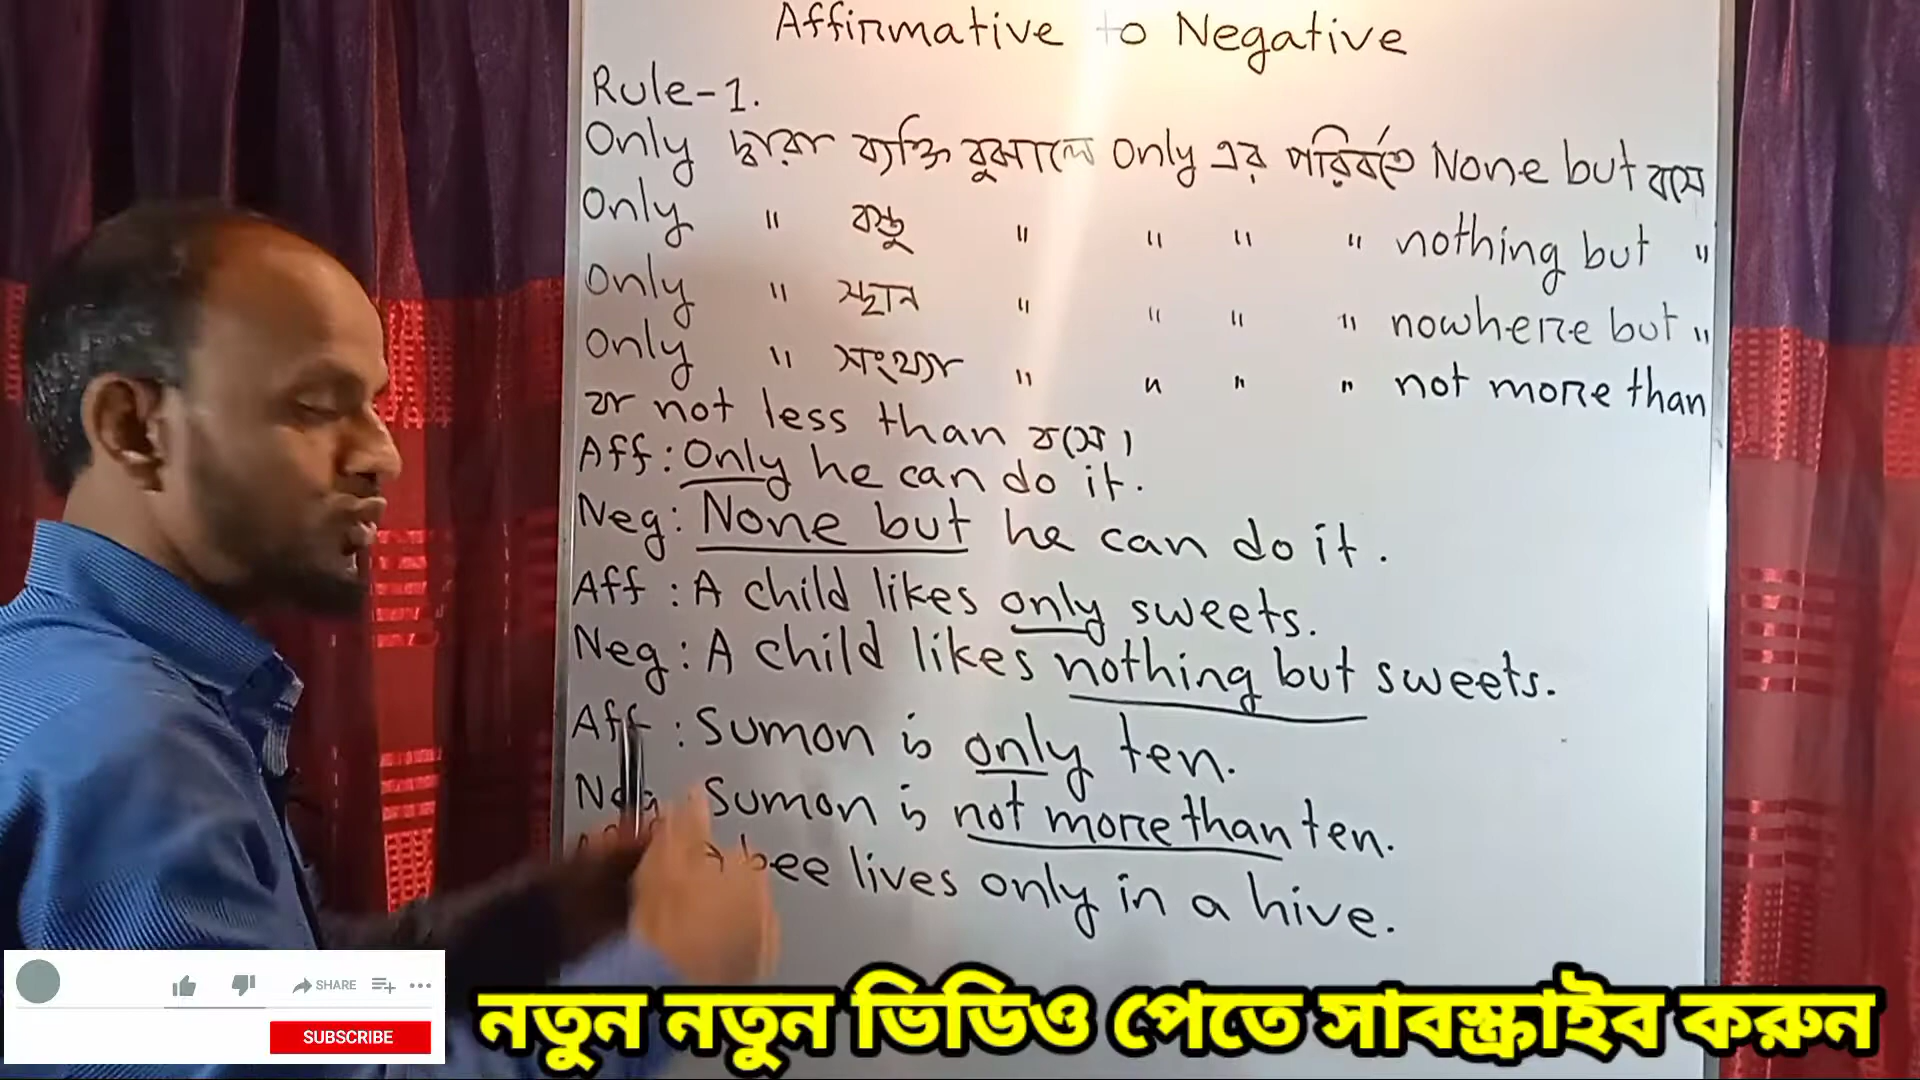 Affirmative to Negative
Rule-1.
Only দ্বারা ব্যক্তি বুঝালে Only এর পরিবর্তে None but বসে
Only " বস্তু " " " " nothing but "
Only " স্থান " " " " nowhere but "
Only " সংখ্যা " " " " not more than
বা not less than বসে।
Aff: Only he can do it.
Neg: None but he can do it.
Aff: A child likes only sweets.
Neg: A child likes nothing but sweets.
Aff: Sumon is only ten.
Neg: Sumon is not more than ten.
bee lives only in a hive.
SHARE
SUBSCRIBE
নতুন নতুন ভিডিও পেতে সাবস্ক্রাইব করুন